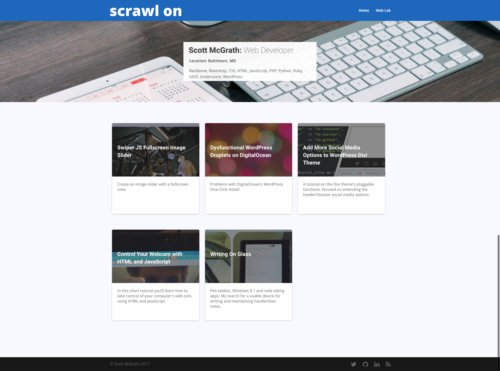 scrawl on
Home
Web Lab
Scott McGrath: Web Developer
Location: Baltimore, MD
Backbone, Bootstrap, CSS, HTML, JavaScript, PHP, Python, Ruby,
SASS, Underscore, WordPress
Swiper JS Fullscreen Image
Slider
Create an image slider with a fullscreen
view.
Dysfunctional WordPress
Droplets on DigitalOcean
Problems with DigitalOcean's WordPress
One-Click Install
Add More Social Media
Options to WordPress Divi
Theme
A tutorial on the Divi theme's pluggable
functions, focused on extending the
header/footer social media options.
Control Your Webcam with
HTML and JavaScript
In this short tutorial you'll learn how to
take control of your computer's web cam,
using HTML and JavaScript.
Writing On Glass
Pen tablets, Windows 8.1 and note taking
apps. My search for a usable device for
writing and maintaining handwritten
notes.
© Scott McGrath 2017